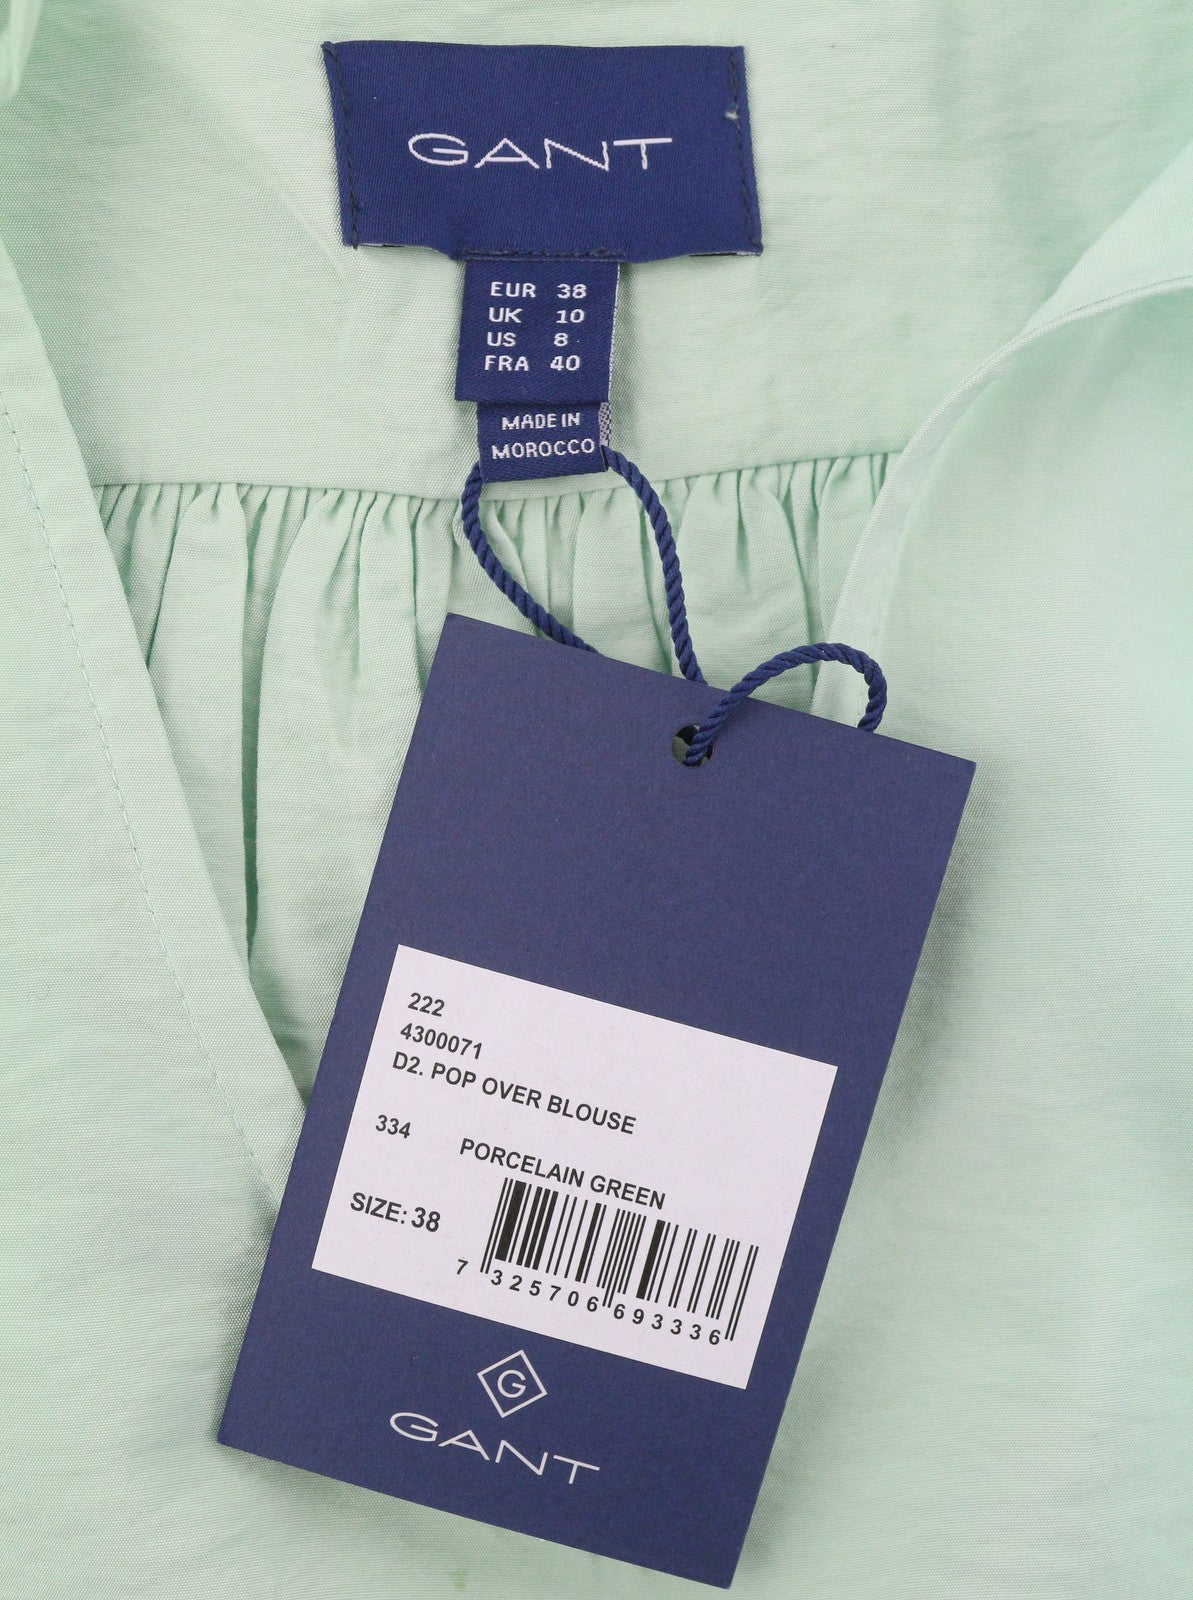 GANT
EUR 38
UK 10
US 8
FRA 40
MADE IN
MOROCCO
222
4300071
D2. POP OVER BLOUSE
334 PORCELAIN GREEN
SIZE: 38
7 325706 693336
G
GANT